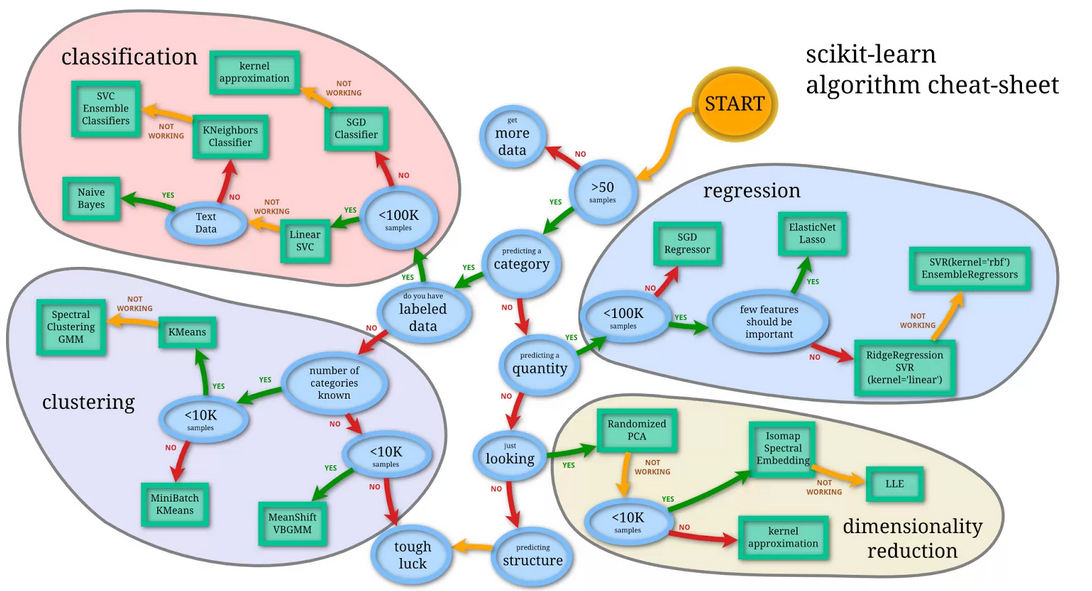 scikit-learn
algorithm cheat-sheet
START
classification
kernel
approximation
NOT
WORKING
SVC
Ensemble
Classifiers
NOT
WORKING
KNeighbors
Classifier
SGD
Classifier
NO
Naive
Bayes
YES
Text
Data
NO
NOT
WORKING
Linear
SVC
YES
<100K
samples
YES
get
more
data
NO
>50
samples
YES
predicting a
category
YES
do you have
labeled
data
NO
NO
predicting a
quantity
YES
NO
just
looking
YES
NO
predicting
structure
tough
luck
regression
SGD
Regressor
NO
<100K
samples
YES
ElasticNet
Lasso
YES
few features
should be
important
NO
SVR(kernel='rbf')
EnsembleRegressors
NOT
WORKING
RidgeRegression
SVR
(kernel='linear')
clustering
Spectral
Clustering
GMM
NOT
WORKING
KMeans
YES
<10K
samples
YES
number of
categories
known
NO
NO
MiniBatch
KMeans
<10K
samples
YES
NO
MeanShift
VBGMM
Randomized
PCA
NOT
WORKING
<10K
samples
YES
Isomap
Spectral
Embedding
NOT
WORKING
LLE
NO
kernel
approximation
dimensionality
reduction